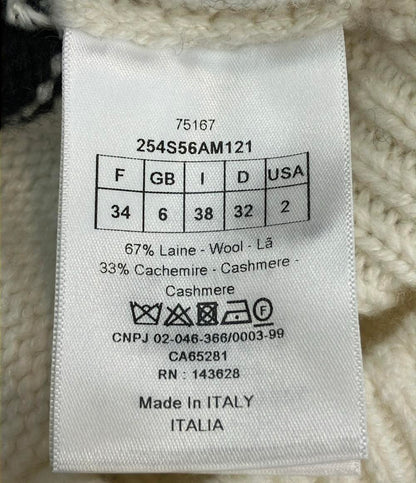 75167
254S56AM121
F GB I D USA
34 6 38 32 2
67% Laine - Wool - Lã
33% Cachemire - Cashmere -
Cashmere
F
CNPJ 02-046-366/0003-99
CA65281
RN : 143628
Made In ITALY
ITALIA